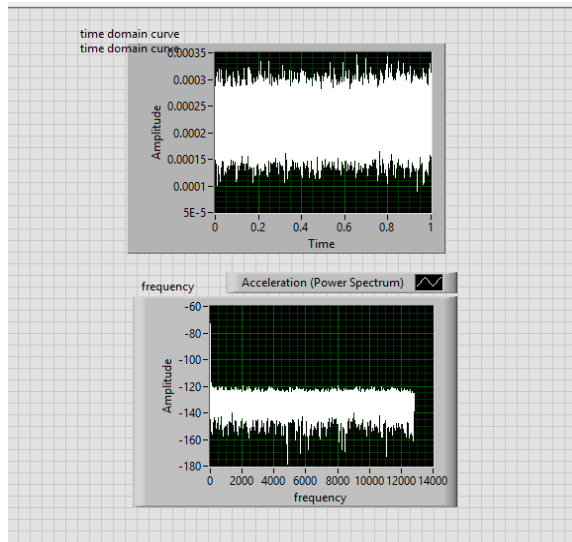 time domain curve
time domain curve
0.00035
0.0003
0.00025
0.0002
0.00015
0.0001
5E-5
Amplitude
0 0.2 0.4 0.6 0.8 1
Time
frequency
Acceleration (Power Spectrum)
-60
-80
-100
-120
-140
-160
-180
Amplitude
0 2000 4000 6000 8000 10000 12000 14000
frequency